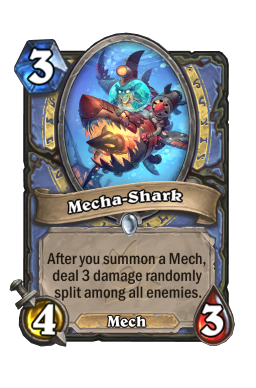 3
Mecha-Shark
After you summon a Mech,
deal 3 damage randomly
split among all enemies.
4
Mech
3